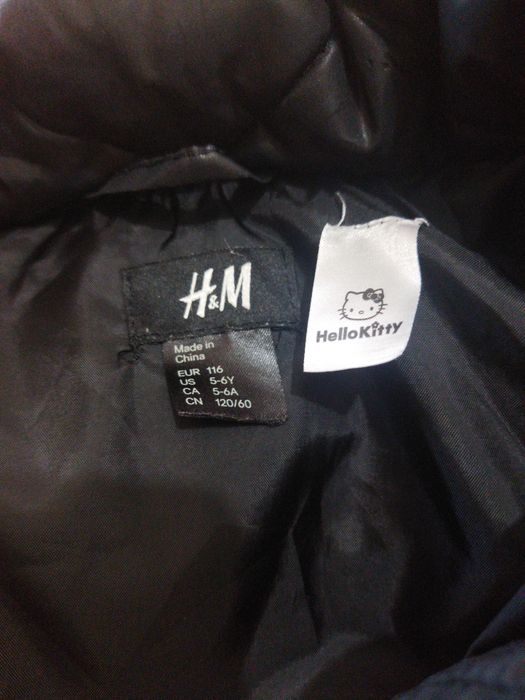 H&M
Made in
China
EUR 116
US 5-6Y
CA 5-6A
CN 120/60
HelloKitty